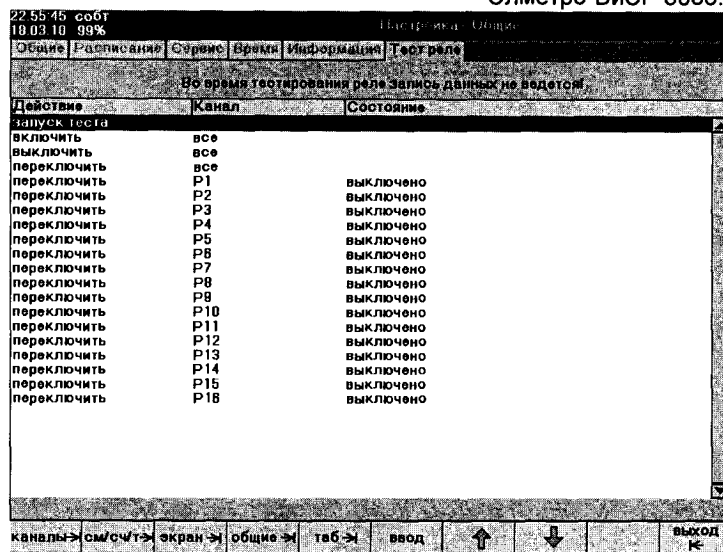 22:55:45 собт
18.03.10 99%
Настройка: Общие
Общие Расписание Сервис Время Информация Тест реле
Во время тестирования реле запись данных не ведется!
Действие Канал Состояние
запуск теста
включить все
выключить все
переключить все
переключить P1 выключено
переключить P2 выключено
переключить P3 выключено
переключить P4 выключено
переключить P5 выключено
переключить P6 выключено
переключить P7 выключено
переключить P8 выключено
переключить P9 выключено
переключить P10 выключено
переключить P11 выключено
переключить P12 выключено
переключить P13 выключено
переключить P14 выключено
переключить P15 выключено
переключить P16 выключено
каналы см/сч/т экран общие таб ввод выход